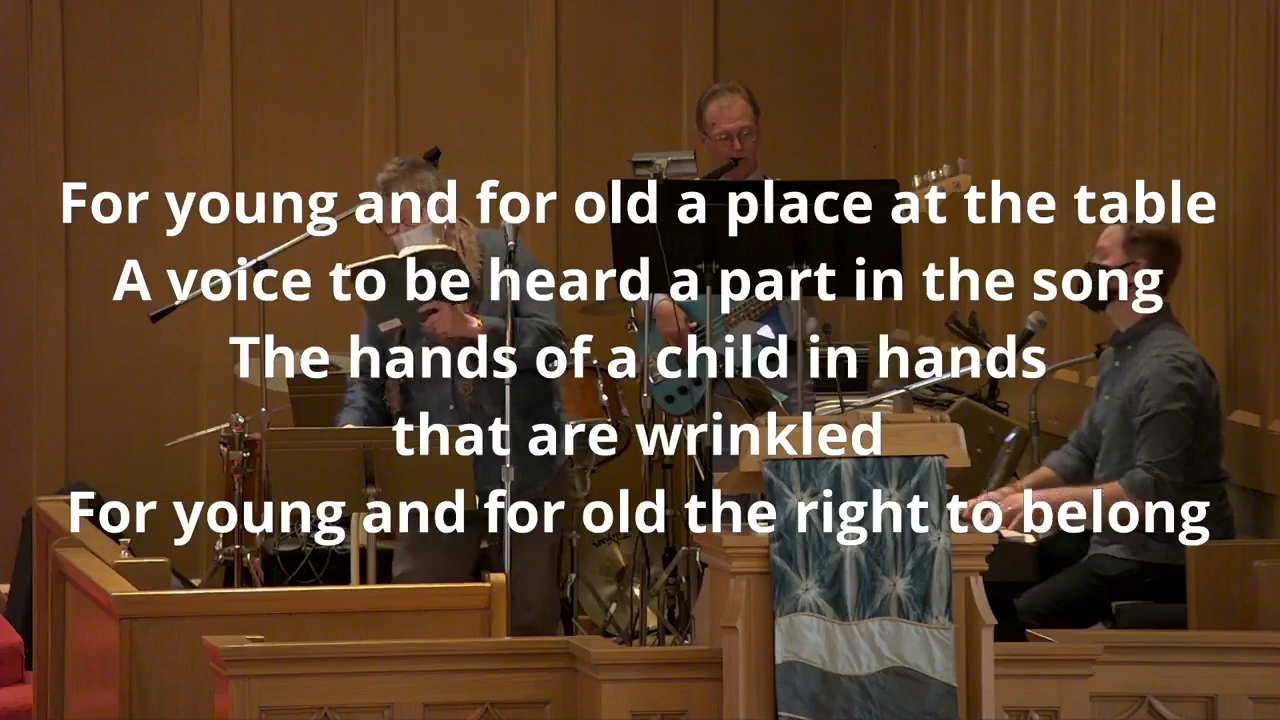 For young and for old a place at the table
A voice to be heard a part in the song
The hands of a child in hands
that are wrinkled
For young and for old the right to belong